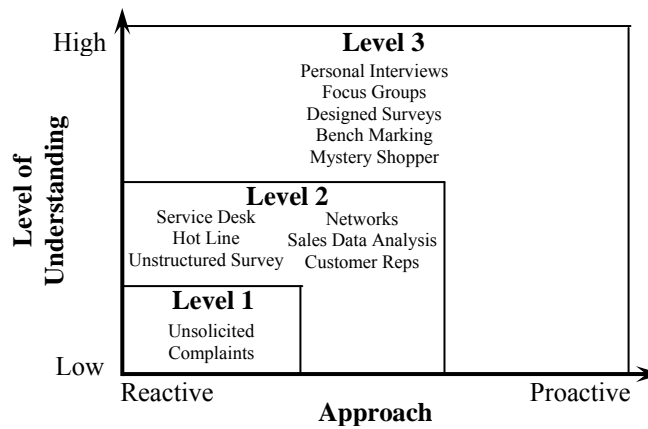 High
Level 3
Personal Interviews
Focus Groups
Designed Surveys
Bench Marking
Mystery Shopper
Level of
Understanding
Level 2
Service Desk
Hot Line
Unstructured Survey
Networks
Sales Data Analysis
Customer Reps
Level 1
Unsolicited
Complaints
Low
Reactive
Proactive
Approach